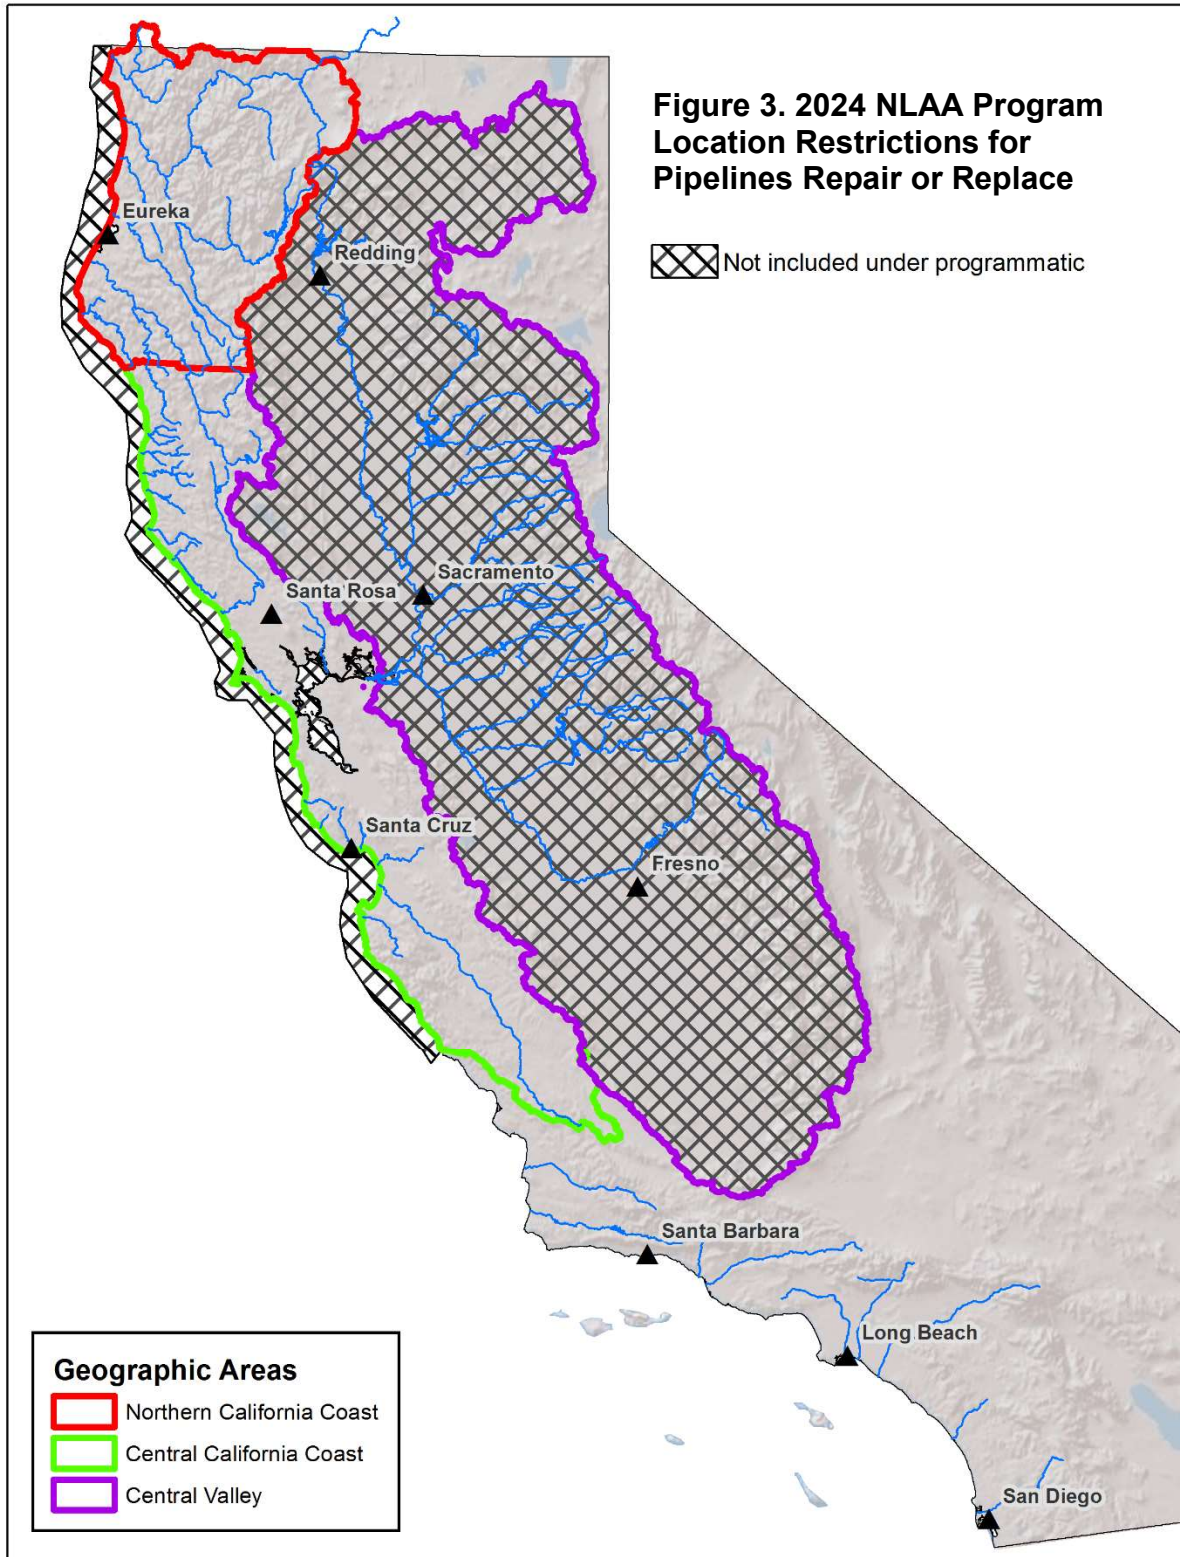 Figure 3. 2024 NLAA Program
Location Restrictions for
Pipelines Repair or Replace
Not included under programmatic
Eureka
Redding
Sacramento
Santa Rosa
Santa Cruz
Fresno
Santa Barbara
Long Beach
San Diego
Geographic Areas
Northern California Coast
Central California Coast
Central Valley